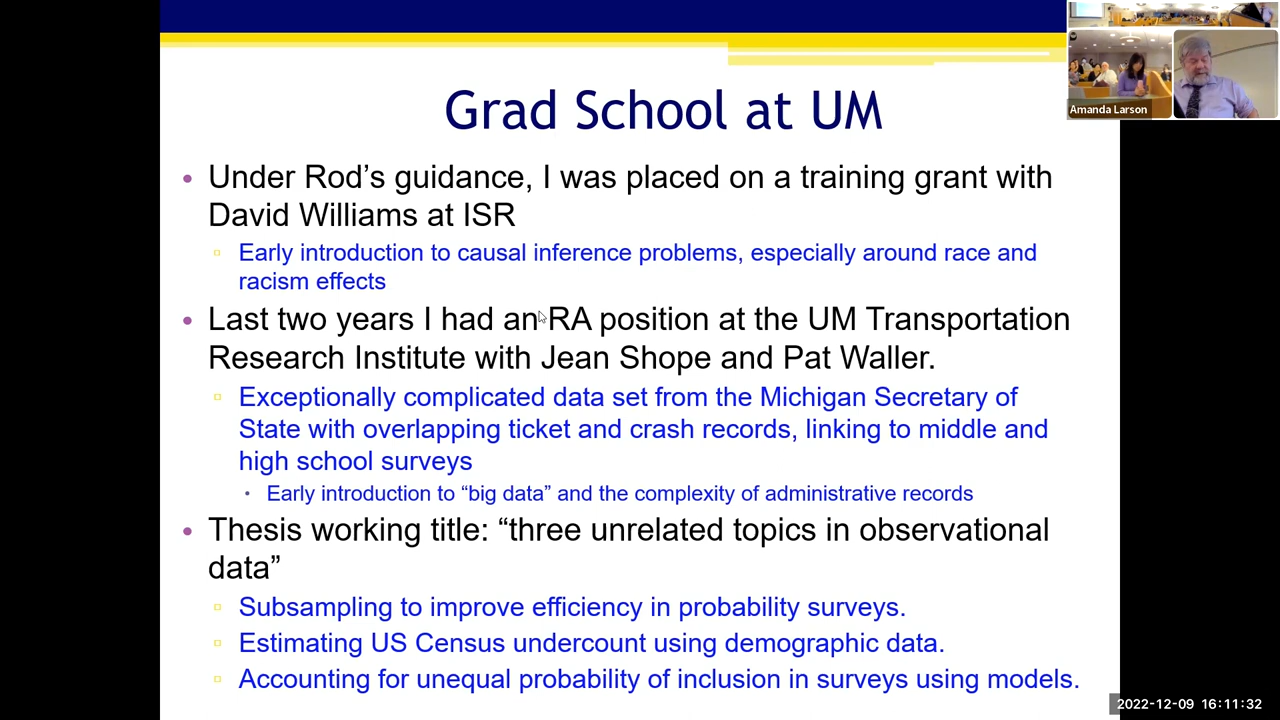 Grad School at UM
Amanda Larson
• Under Rod’s guidance, I was placed on a training grant with
David Williams at ISR
Early introduction to causal inference problems, especially around race and
racism effects
• Last two years I had an RA position at the UM Transportation
Research Institute with Jean Shope and Pat Waller.
Exceptionally complicated data set from the Michigan Secretary of
State with overlapping ticket and crash records, linking to middle and
high school surveys
• Early introduction to “big data” and the complexity of administrative records
• Thesis working title: “three unrelated topics in observational
data”
Subsampling to improve efficiency in probability surveys.
Estimating US Census undercount using demographic data.
Accounting for unequal probability of inclusion in surveys using models.
2022-12-09 16:11:32